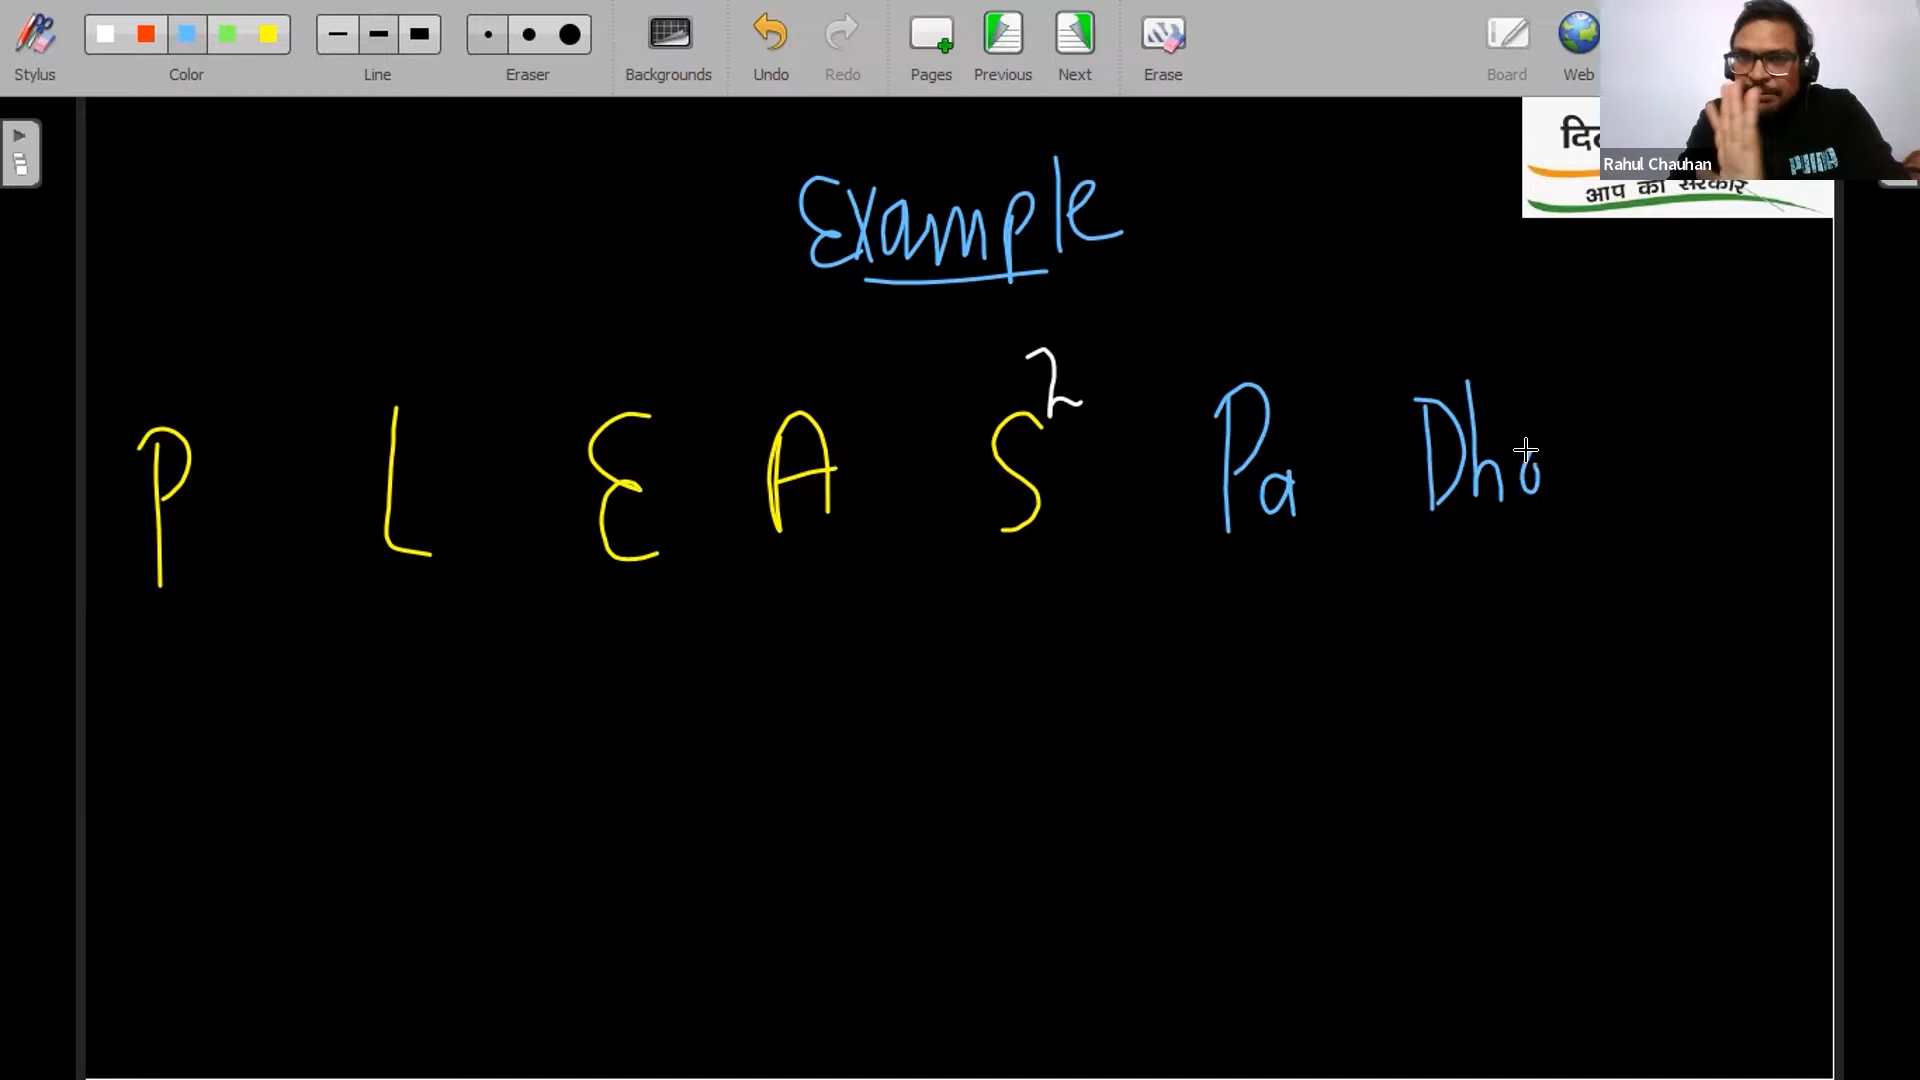 Stylus Color Line Eraser Backgrounds Undo Redo Pages Previous Next Erase Board Web
Rahul Chauhan
PUMA
आप की सरकार
Example
P L E A S² Pa Dho